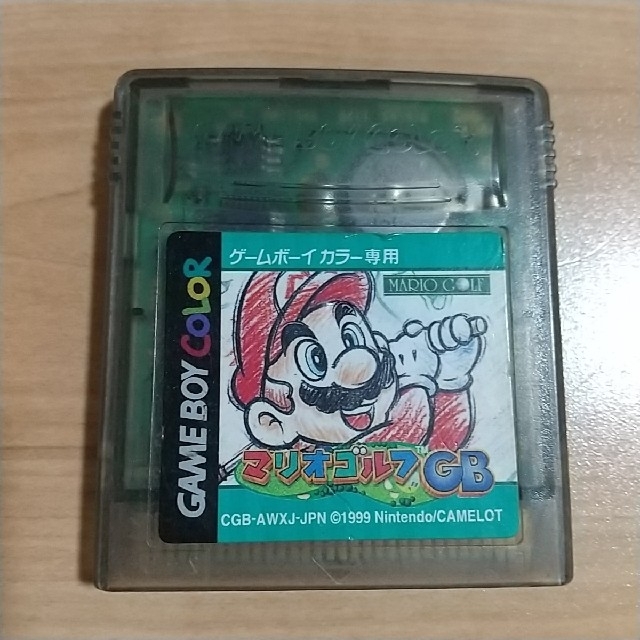 GAME BOY COLOR
ゲームボーイカラー専用
MARIO GOLF
M
マリオゴルフGB
CGB-AWXJ-JPN ©1999 Nintendo/CAMELOT